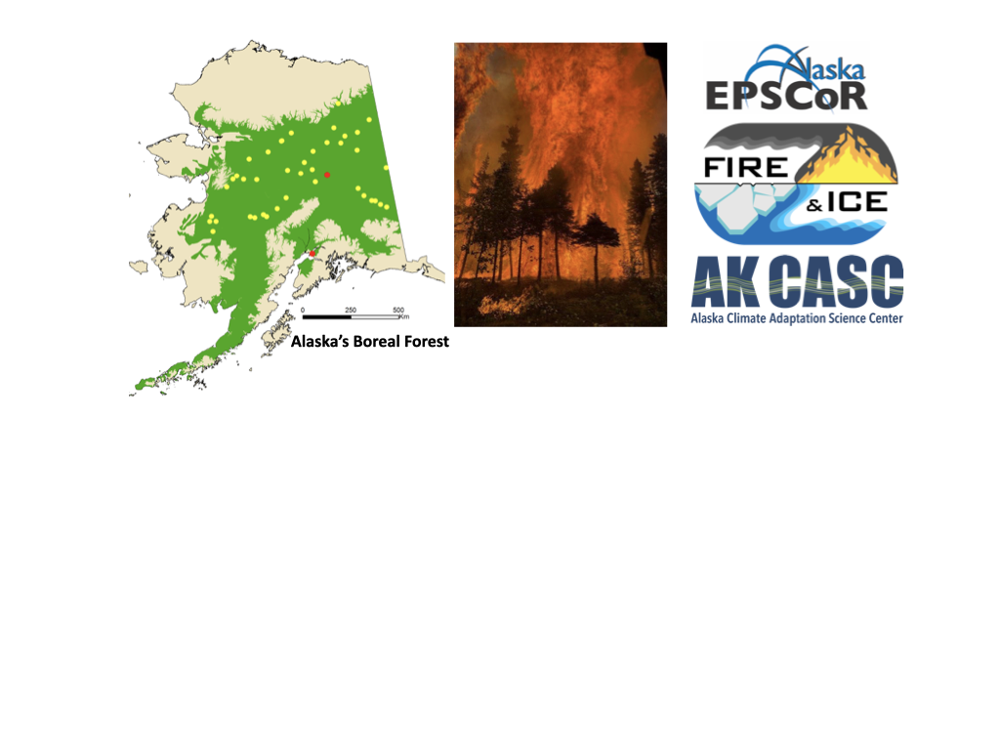 0 250 500
Km
Alaska's Boreal Forest
Alaska
EPSCoR
FIRE
& ICE
AK CASC
Alaska Climate Adaptation Science Center